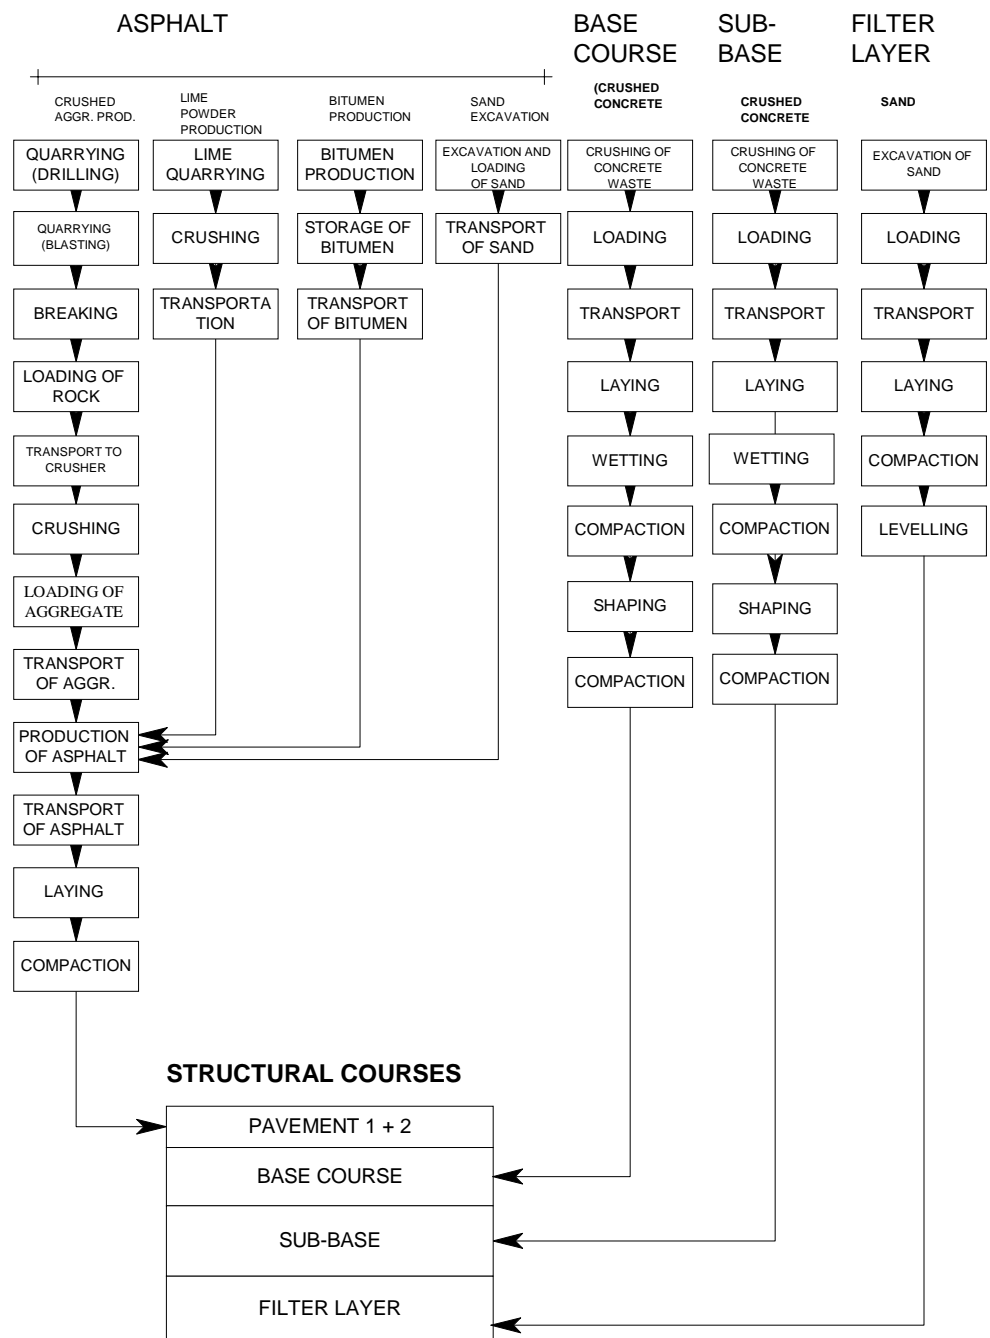 ASPHALT
BASE
COURSE
SUB-
BASE
FILTER
LAYER
CRUSHED
AGGR. PROD.
LIME
POWDER
PRODUCTION
BITUMEN
PRODUCTION
SAND
EXCAVATION
(CRUSHED
CONCRETE
CRUSHED
CONCRETE
SAND
QUARRYING
(DRILLING)
QUARRYING
(BLASTING)
BREAKING
LOADING OF
ROCK
TRANSPORT TO
CRUSHER
CRUSHING
LOADING OF
AGGREGATE
TRANSPORT
OF AGGR.
PRODUCTION
OF ASPHALT
TRANSPORT
OF ASPHALT
LAYING
COMPACTION
LIME
QUARRYING
CRUSHING
TRANSPORTA
TION
BITUMEN
PRODUCTION
STORAGE OF
BITUMEN
TRANSPORT
OF BITUMEN
EXCAVATION AND
LOADING
OF SAND
TRANSPORT
OF SAND
CRUSHING OF
CONCRETE
WASTE
LOADING
TRANSPORT
LAYING
WETTING
COMPACTION
SHAPING
COMPACTION
CRUSHING OF
CONCRETE
WASTE
LOADING
TRANSPORT
LAYING
WETTING
COMPACTION
SHAPING
COMPACTION
EXCAVATION OF
SAND
LOADING
TRANSPORT
LAYING
COMPACTION
LEVELLING
STRUCTURAL COURSES
PAVEMENT 1 + 2
BASE COURSE
SUB-BASE
FILTER LAYER